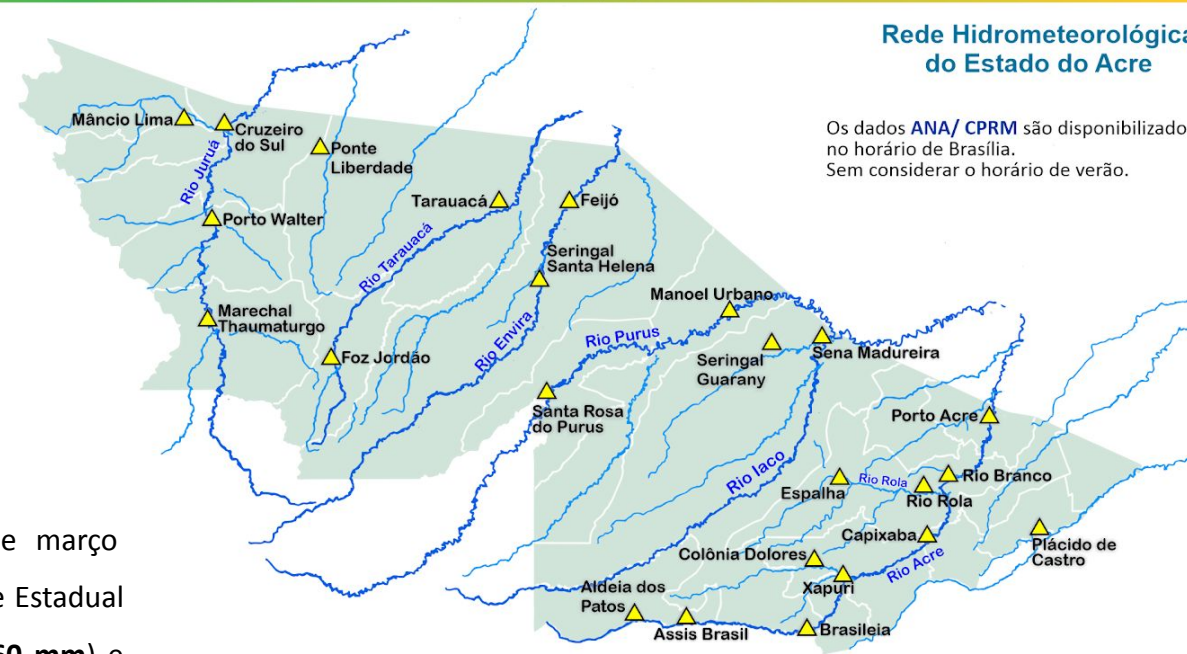 Rede Hidrometeorológica
do Estado do Acre
Os dados ANA/ CPRM são disponibilizado
no horário de Brasília.
Sem considerar o horário de verão.
Mâncio Lima
Cruzeiro
do Sul
Ponte
Liberdade
Rio Juruá
Tarauacá
Feijó
Porto Walter
Rio Tarauacá
Seringal
Santa Helena
Manoel Urbano
Marechal
Thaumaturgo
Rio Envira
Rio Purus
Foz Jordão
Seringal
Guarany
Sena Madureira
Santa Rosa
do Purus
Porto Acre
Rio Iaco
Espalha
Rio Rola
Rio Branco
Rio Rola
Capixaba
Plácido de
Castro
Colônia Dolores
Rio Acre
Xapuri
Aldeia dos
Patos
Assis Brasil
Brasileia
e março
e Estadual
60 mm) e